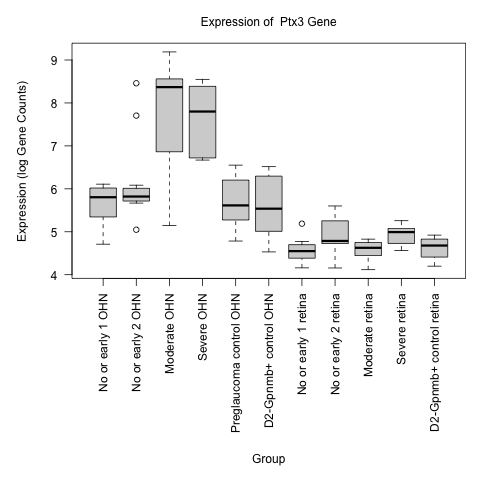 Expression of Ptx3 Gene
Expression (log Gene Counts)
9
8
7
6
5
4
No or early 1 OHN
No or early 2 OHN
Moderate OHN
Severe OHN
Preglaucoma control OHN
D2-Gpnmb+ control OHN
No or early 1 retina
No or early 2 retina
Moderate retina
Severe retina
D2-Gpnmb+ control retina
Group